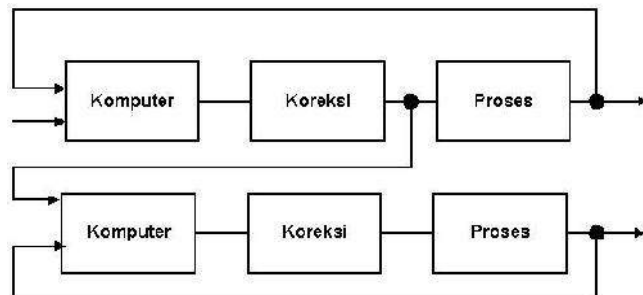 Komputer
Koreksi
Proses
Komputer
Koreksi
Proses